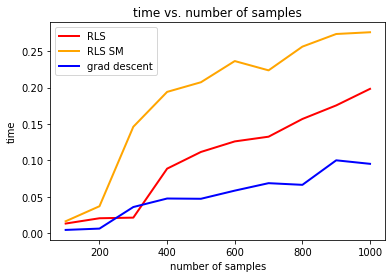 time vs. number of samples
RLS
RLS SM
grad descent
time
0.25
0.20
0.15
0.10
0.05
0.00
200
400
600
800
1000
number of samples